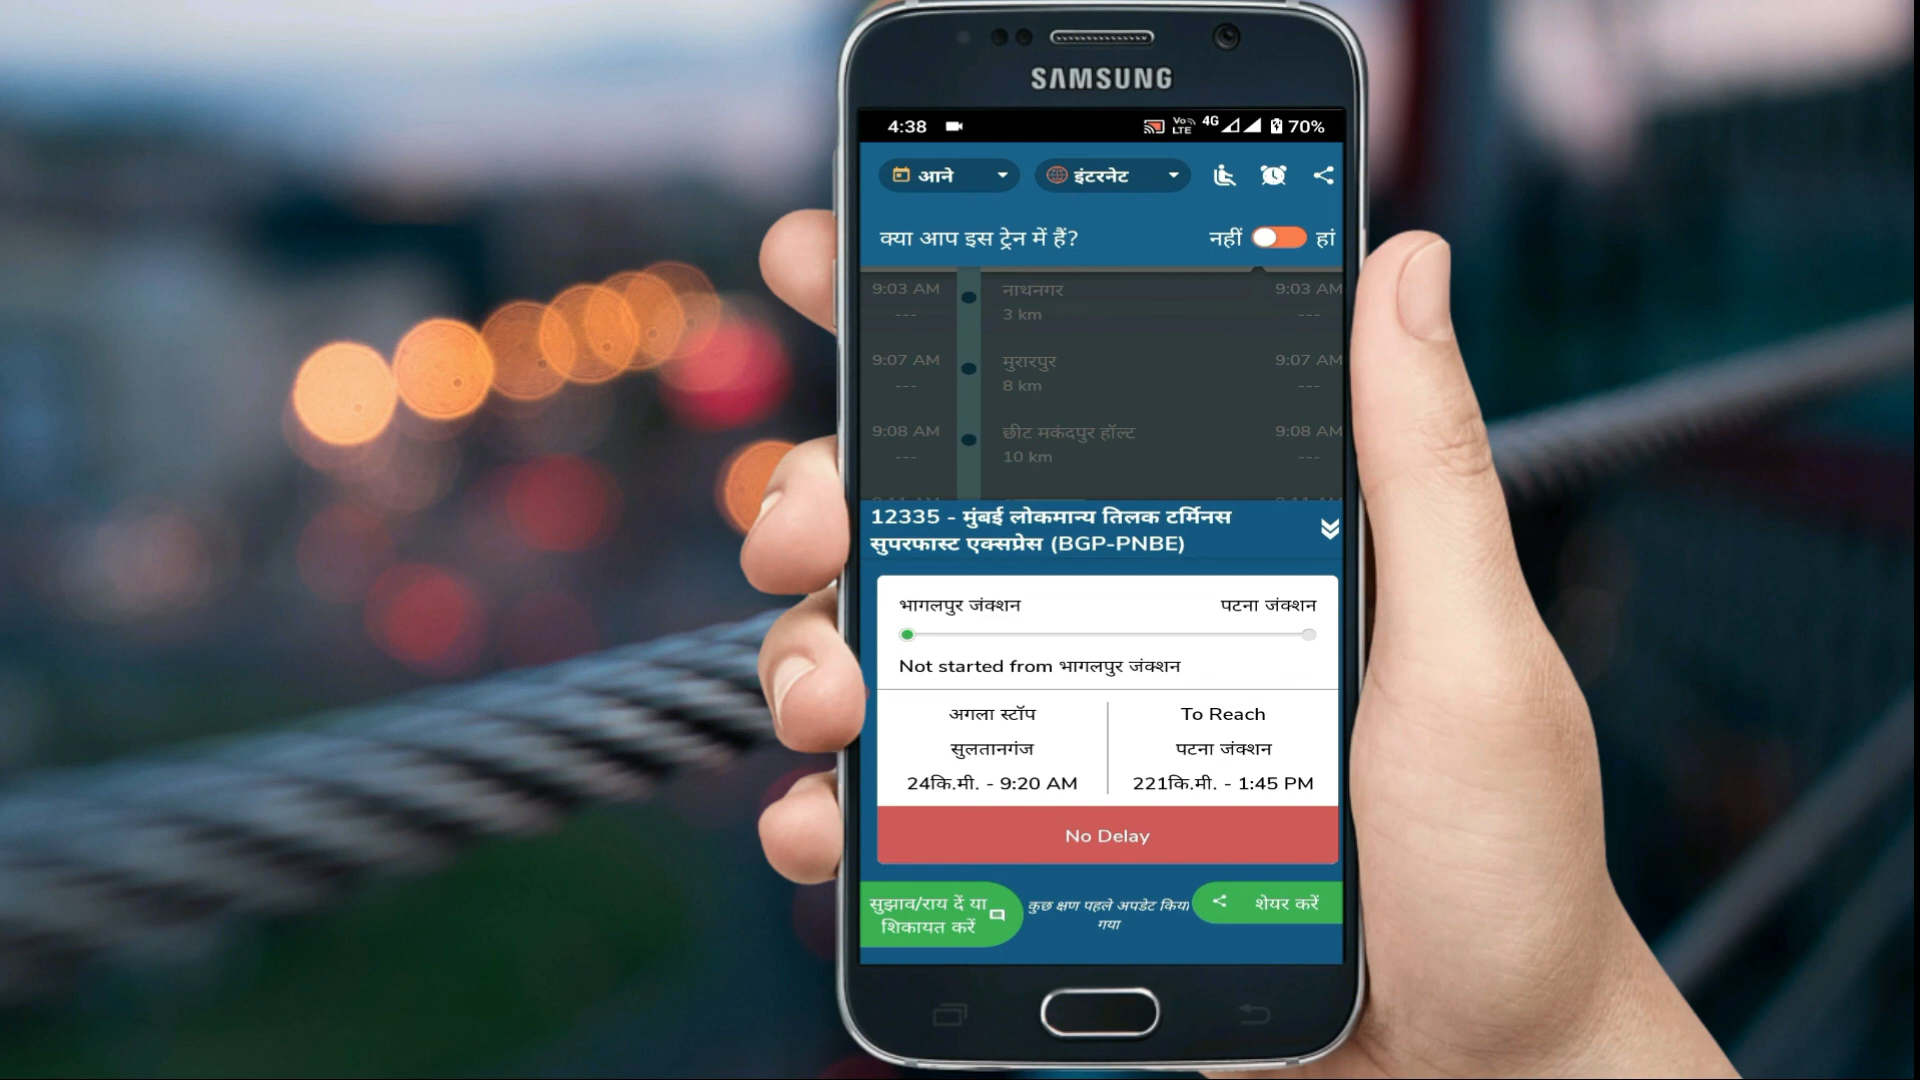 SAMSUNG
4:38 Vo LTE 4G 70%
आने इंटरनेट
क्या आप इस ट्रेन में हैं? नहीं हां
9:03 AM नाथनगर 9:03 AM
--- 3 km ---
9:07 AM मुरारपुर 9:07 AM
--- 8 km ---
9:08 AM छीट मकंदपुर हॉल्ट 9:08 AM
--- 10 km ---
12335 - मुंबई लोकमान्य तिलक टर्मिनस
सुपरफास्ट एक्सप्रेस (BGP-PNBE)
भागलपुर जंक्शन पटना जंक्शन
Not started from भागलपुर जंक्शन
अगला स्टॉप To Reach
सुलतानगंज पटना जंक्शन
24कि.मी. - 9:20 AM 221कि.मी. - 1:45 PM
No Delay
सुझाव/राय दें या कुछ क्षण पहले अपडेट किया शेयर करें
शिकायत करें गया